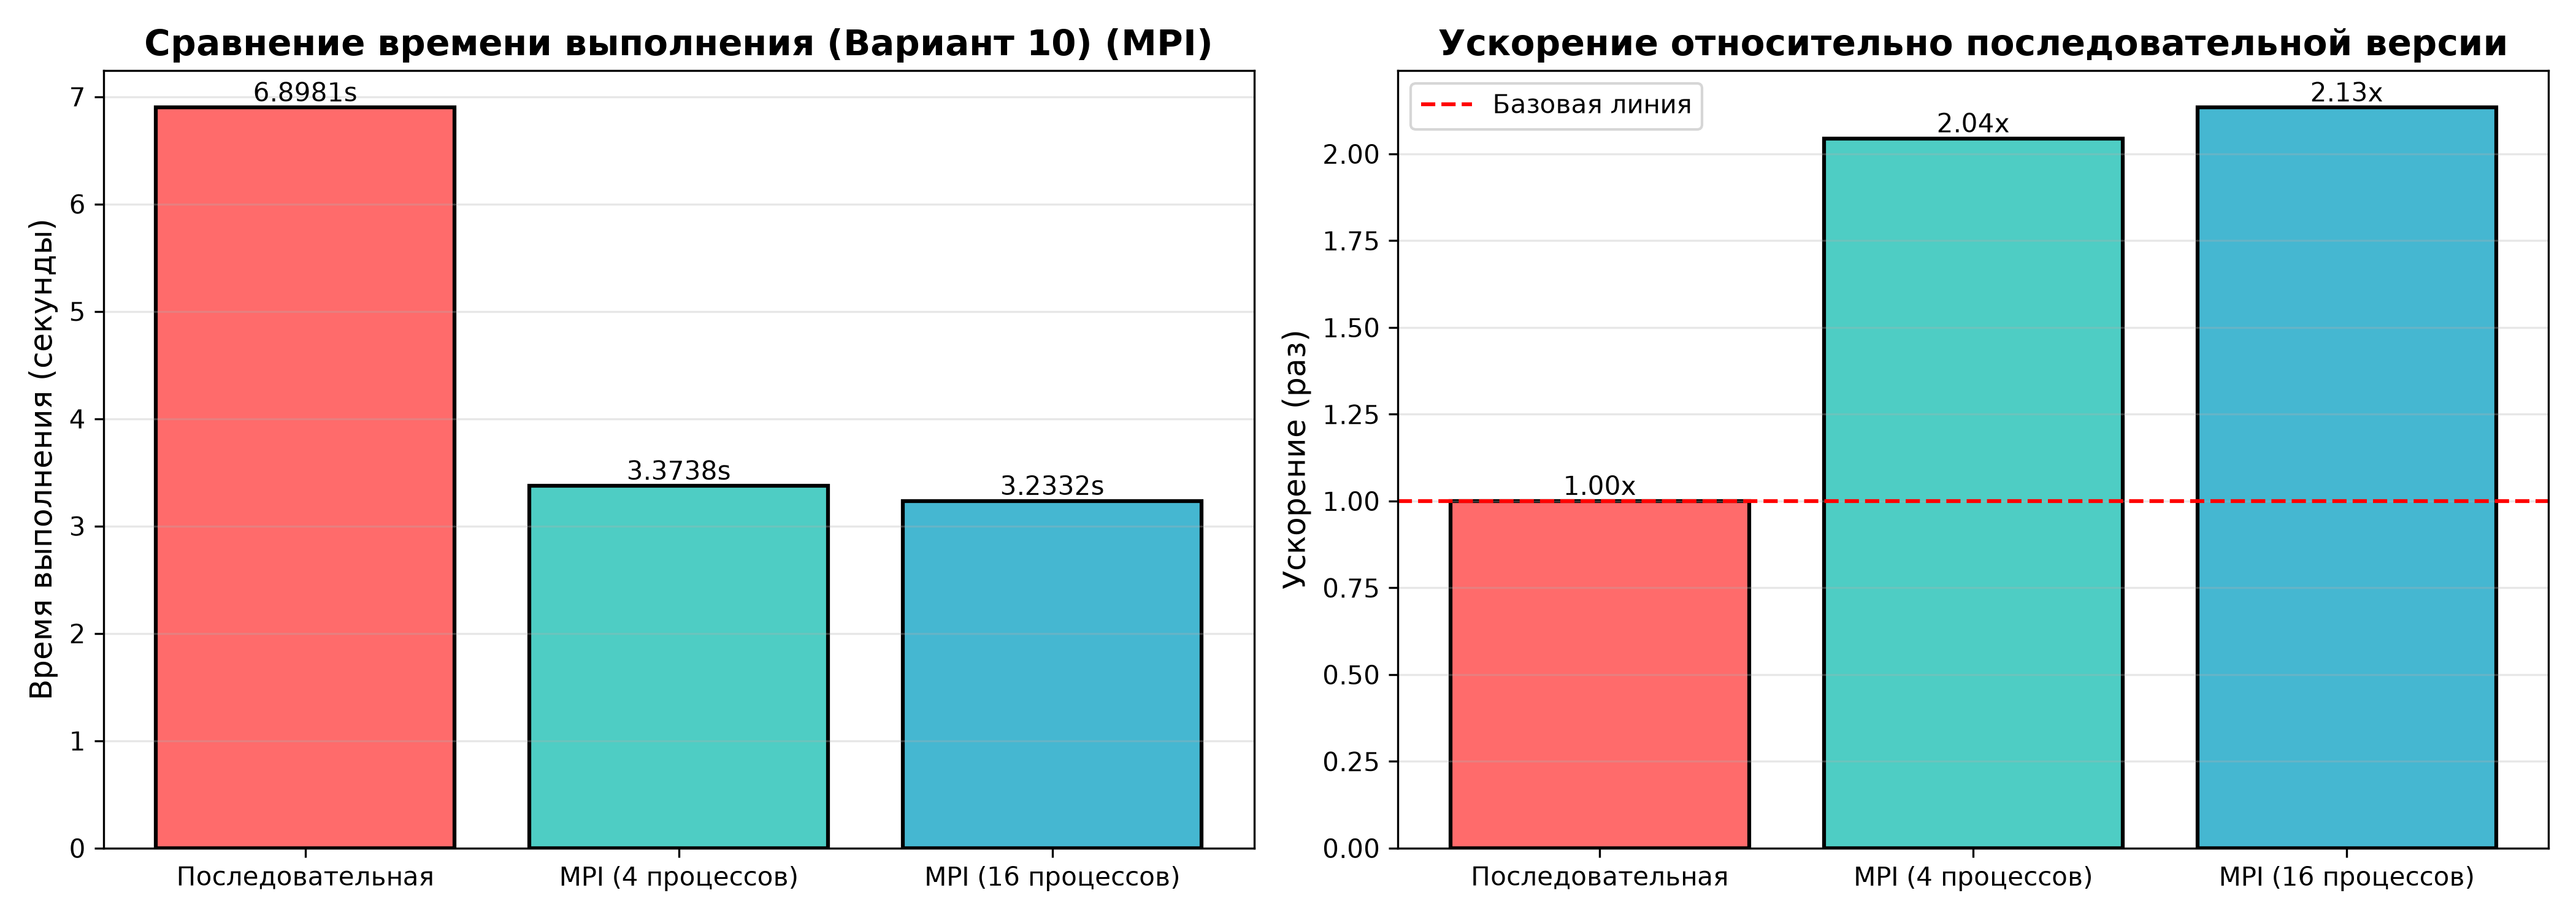 Сравнение времени выполнения (Вариант 10) (MPI)
Время выполнения (секунды)
7
6
5
4
3
2
1
0
6.8981s
3.3738s
3.2332s
Последовательная
MPI (4 процессов)
MPI (16 процессов)
Ускорение относительно последовательной версии
Базовая линия
Ускорение (раз)
2.00
1.75
1.50
1.25
1.00
0.75
0.50
0.25
0.00
1.00x
2.04x
2.13x
Последовательная
MPI (4 процессов)
MPI (16 процессов)